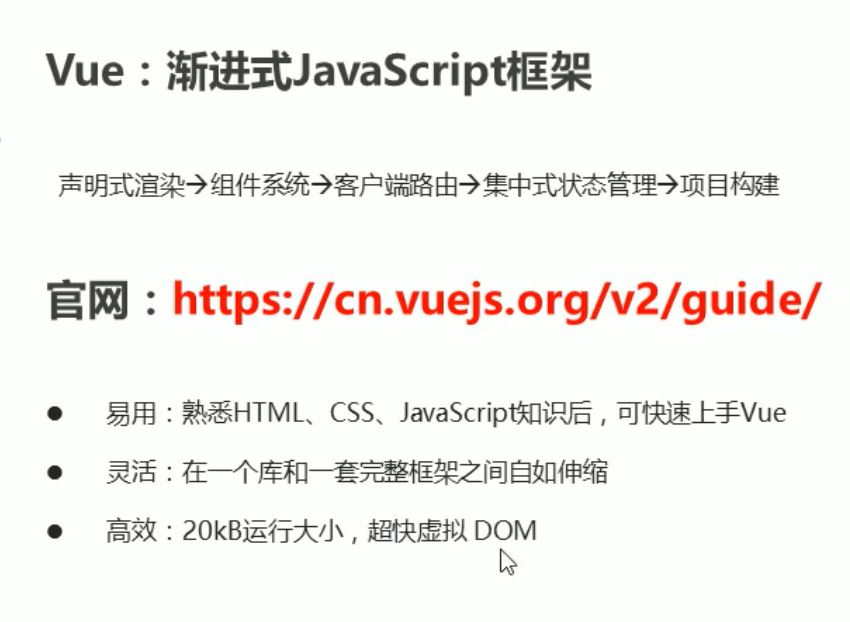 Vue：渐进式JavaScript框架
声明式渲染→组件系统→客户端路由→集中式状态管理→项目构建
官网：https://cn.vuejs.org/v2/guide/
● 易用：熟悉HTML、CSS、JavaScript知识后，可快速上手Vue
● 灵活：在一个库和一套完整框架之间自如伸缩
● 高效：20kB运行大小，超快虚拟 DOM